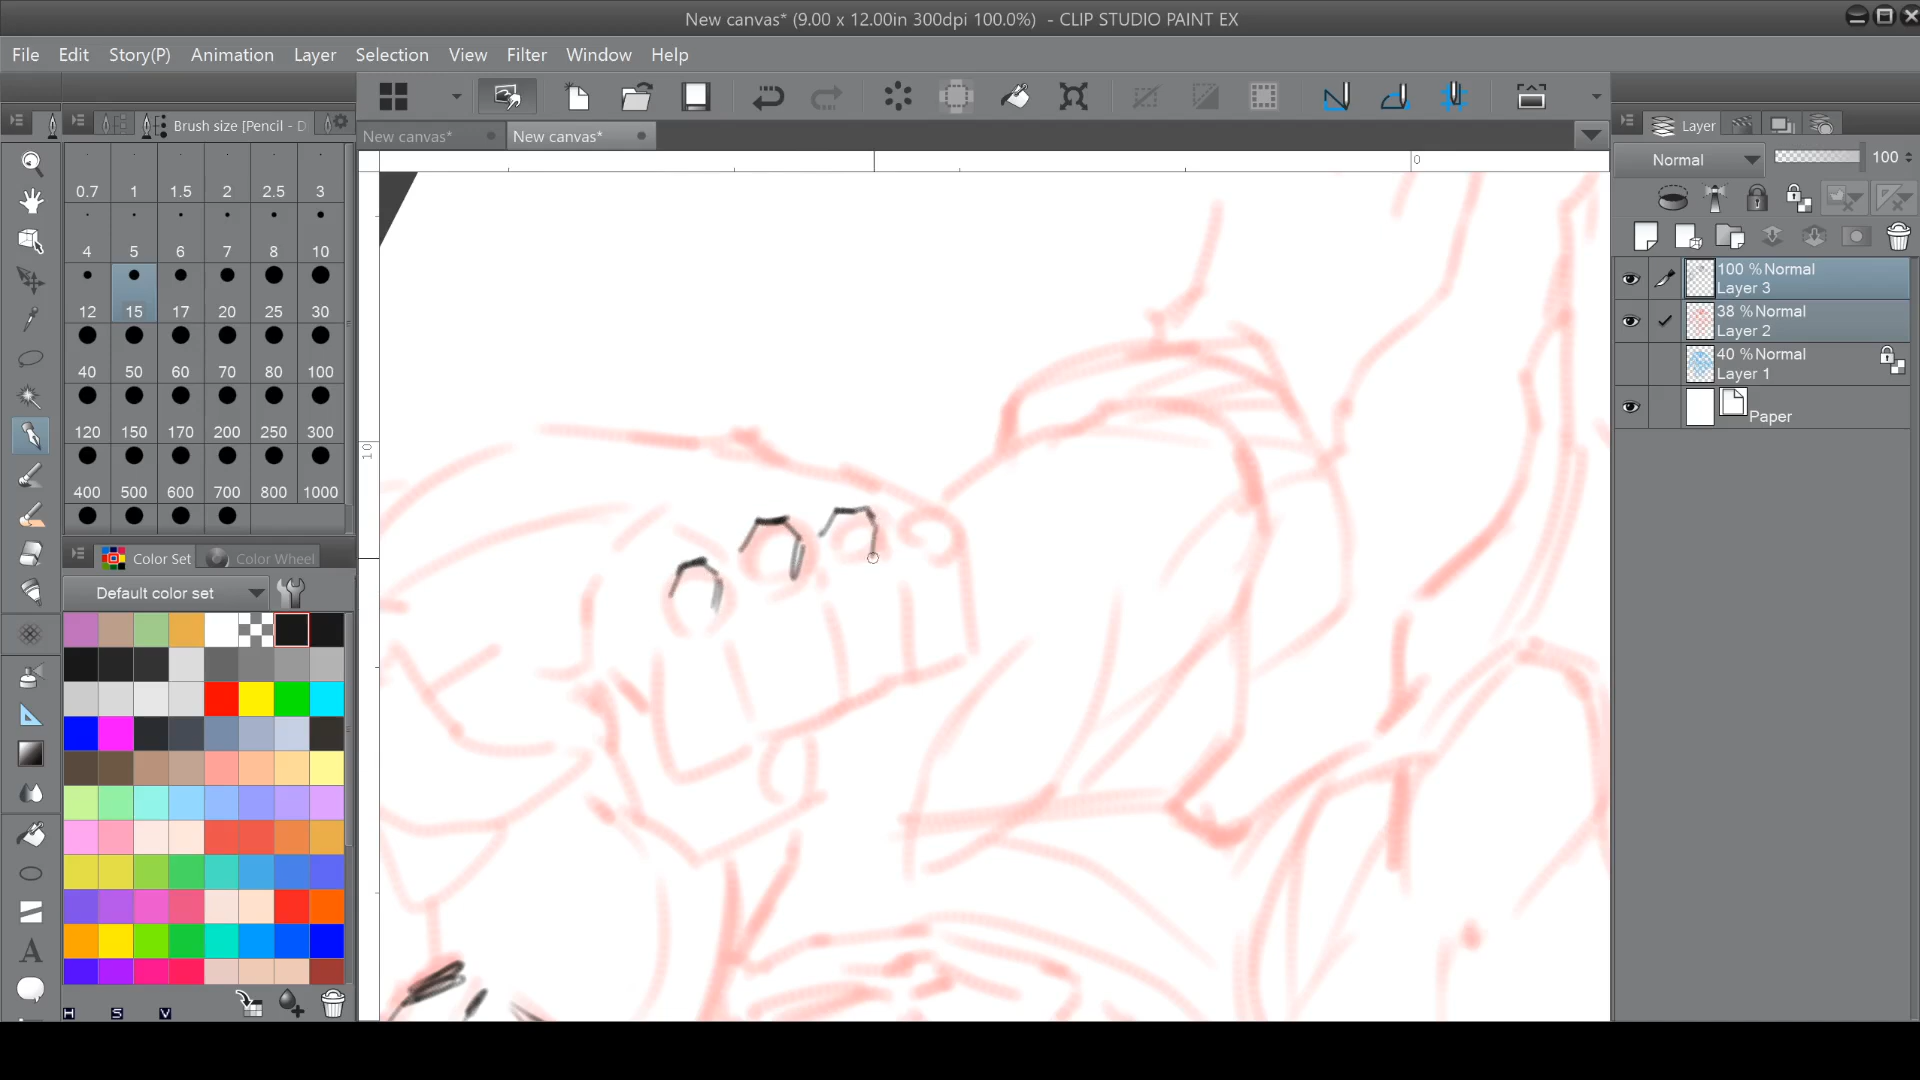 New canvas* (9.00 x 12.00in 300dpi 100.0%) - CLIP STUDIO PAINT EX
File Edit Story(P) Animation Layer Selection View Filter Window Help
Brush size [Pencil - D
New canvas* New canvas*
Layer
0
Normal 100
0.7 1 1.5 2 2.5 3
4 5 6 7 8 10
12 15 17 20 25 30
40 50 60 70 80 100
120 150 170 200 250 300
400 500 600 700 800 1000
10
100 %Normal
Layer 3
38 %Normal
Layer 2
40 %Normal
Layer 1
Paper
Color Set Color Wheel
Default color set
A
H S V